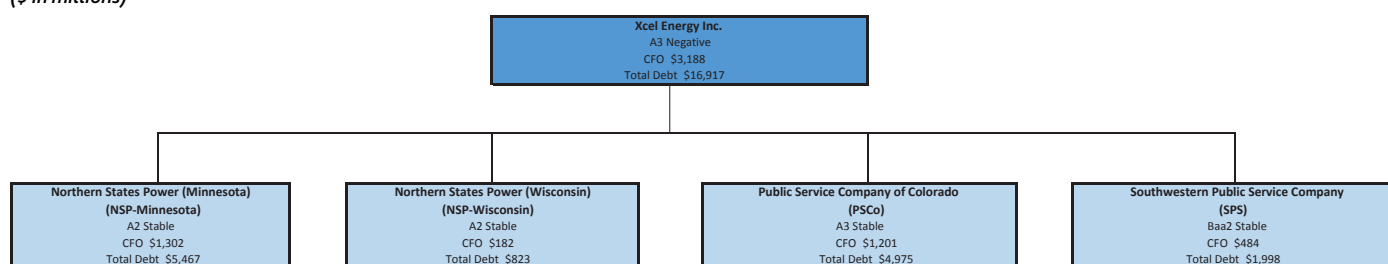 ($ in millions)
Xcel Energy Inc.
A3 Negative
CFO $3,188
Total Debt $16,917
Northern States Power (Minnesota)
(NSP-Minnesota)
A2 Stable
CFO $1,302
Total Debt $5,467
Northern States Power (Wisconsin)
(NSP-Wisconsin)
A2 Stable
CFO $182
Total Debt $823
Public Service Company of Colorado
(PSCo)
A3 Stable
CFO $1,201
Total Debt $4,975
Southwestern Public Service Company
(SPS)
Baa2 Stable
CFO $484
Total Debt $1,998